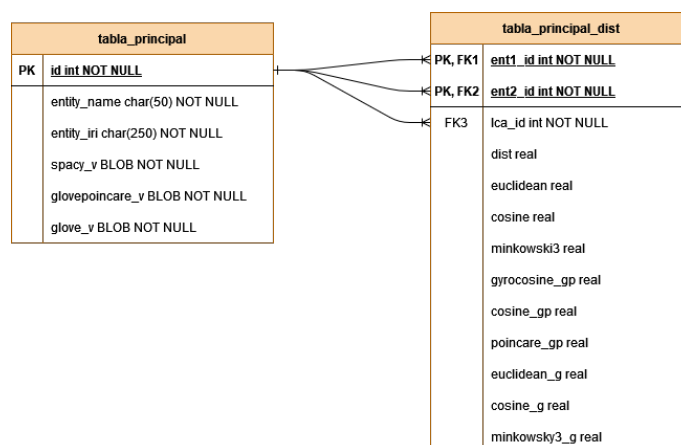 tabla_principal
PK id int NOT NULL
entity_name char(50) NOT NULL
entity_iri char(250) NOT NULL
spacy_v BLOB NOT NULL
glovepoincare_v BLOB NOT NULL
glove_v BLOB NOT NULL
tabla_principal_dist
PK, FK1 ent1_id int NOT NULL
PK, FK2 ent2_id int NOT NULL
FK3 lca_id int NOT NULL
dist real
euclidean real
cosine real
minkowski3 real
gyrocosine_gp real
cosine_gp real
poincare_gp real
euclidean_g real
cosine_g real
minkowsky3_g real